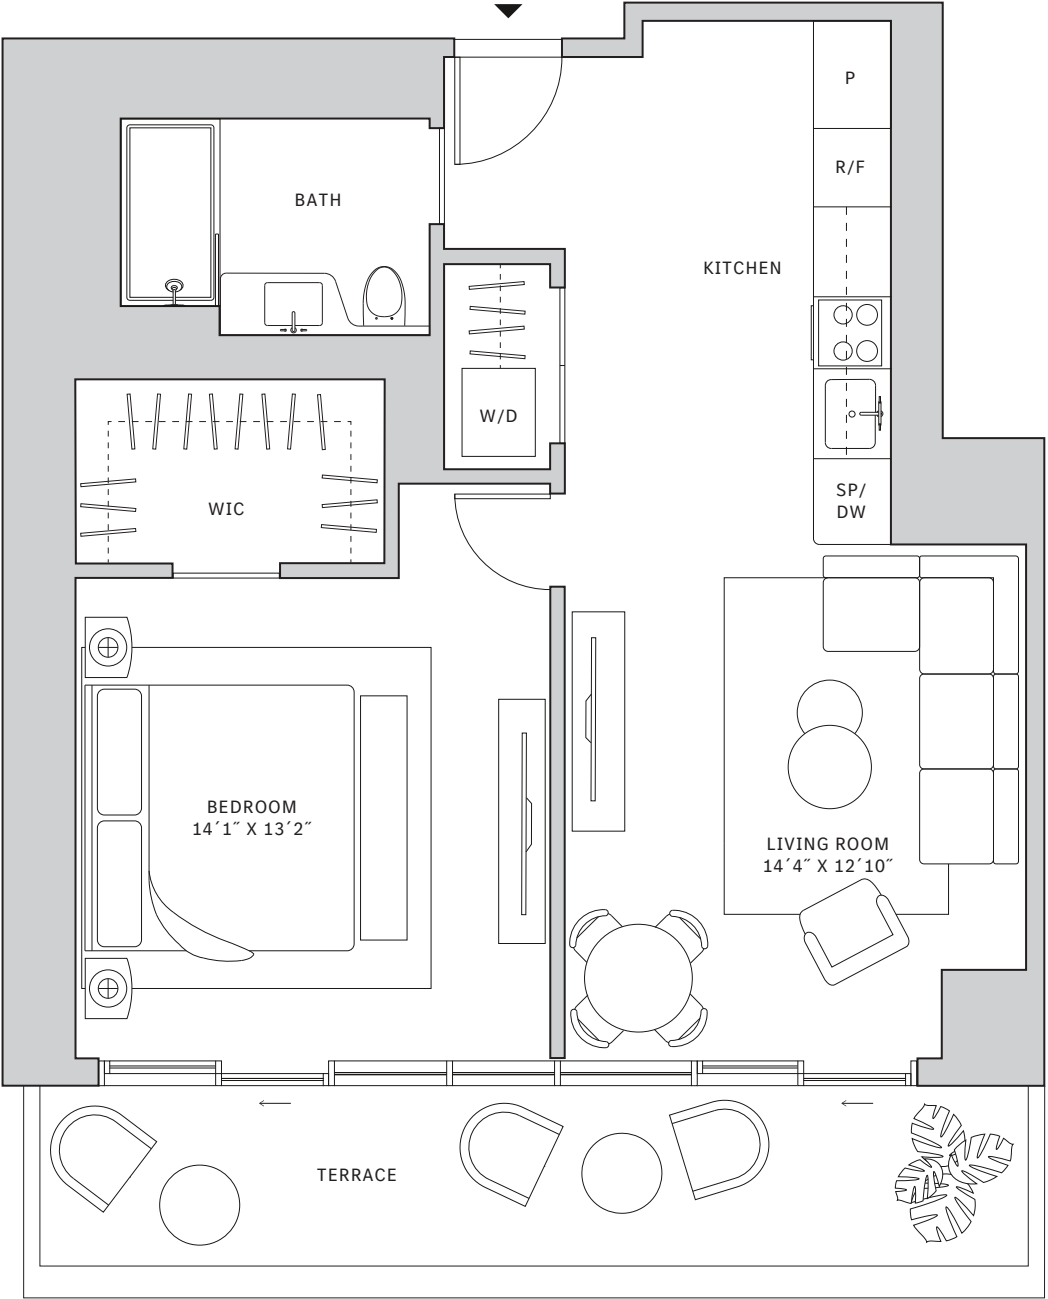 P
R/F
BATH
KITCHEN
W/D
SP/
DW
WIC
BEDROOM
14´1˝ X 13´2˝
LIVING ROOM
14´4˝ X 12´10˝
TERRACE